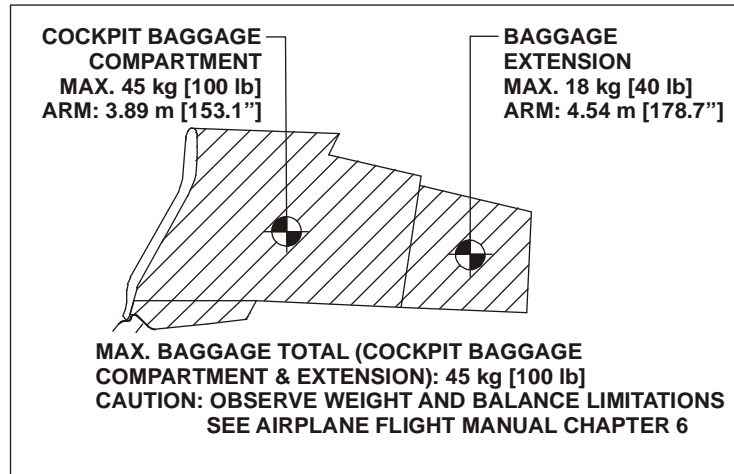 COCKPIT BAGGAGE
COMPARTMENT
MAX. 45 kg [100 lb]
ARM: 3.89 m [153.1”]
BAGGAGE
EXTENSION
MAX. 18 kg [40 lb]
ARM: 4.54 m [178.7”]
MAX. BAGGAGE TOTAL (COCKPIT BAGGAGE
COMPARTMENT & EXTENSION): 45 kg [100 lb]
CAUTION: OBSERVE WEIGHT AND BALANCE LIMITATIONS
SEE AIRPLANE FLIGHT MANUAL CHAPTER 6